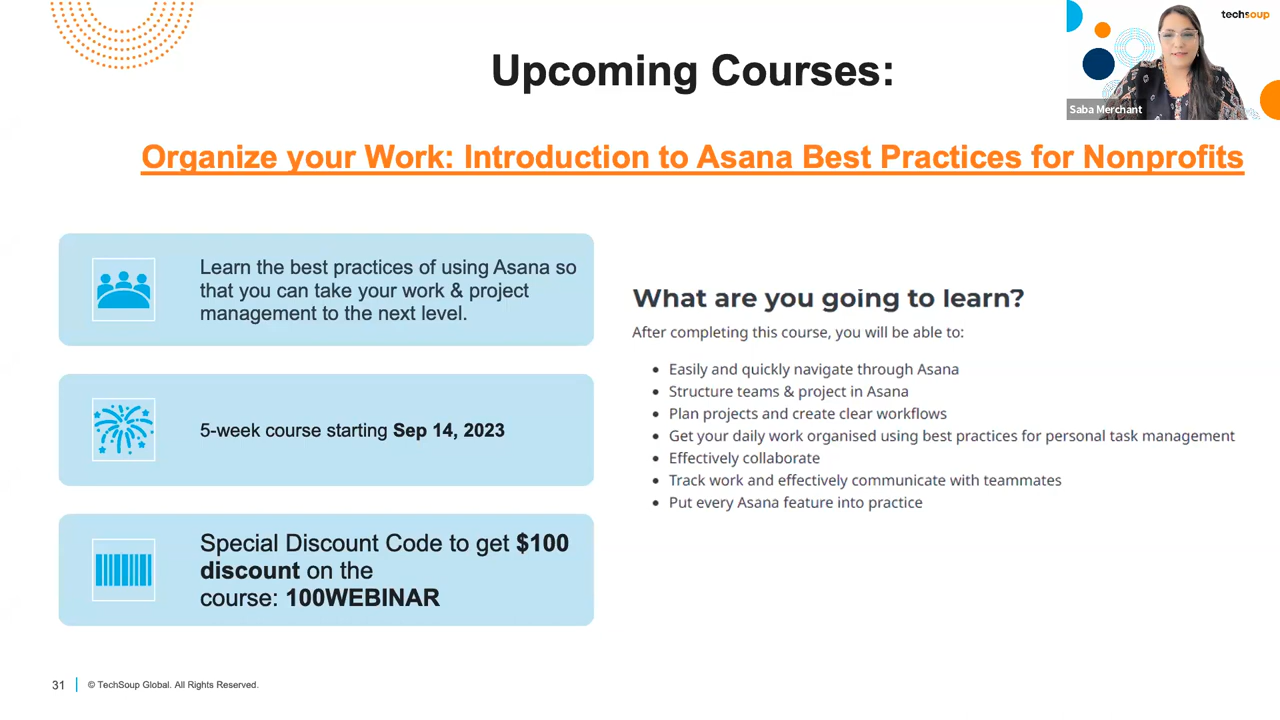 techsoup
Saba Merchant
Upcoming Courses:
Organize your Work: Introduction to Asana Best Practices for Nonprofits
Learn the best practices of using Asana so
that you can take your work & project
management to the next level.
5-week course starting Sep 14, 2023
Special Discount Code to get $100
discount on the
course: 100WEBINAR
What are you going to learn?
After completing this course, you will be able to:
• Easily and quickly navigate through Asana
• Structure teams & project in Asana
• Plan projects and create clear workflows
• Get your daily work organised using best practices for personal task management
• Effectively collaborate
• Track work and effectively communicate with teammates
• Put every Asana feature into practice
31
© TechSoup Global. All Rights Reserved.